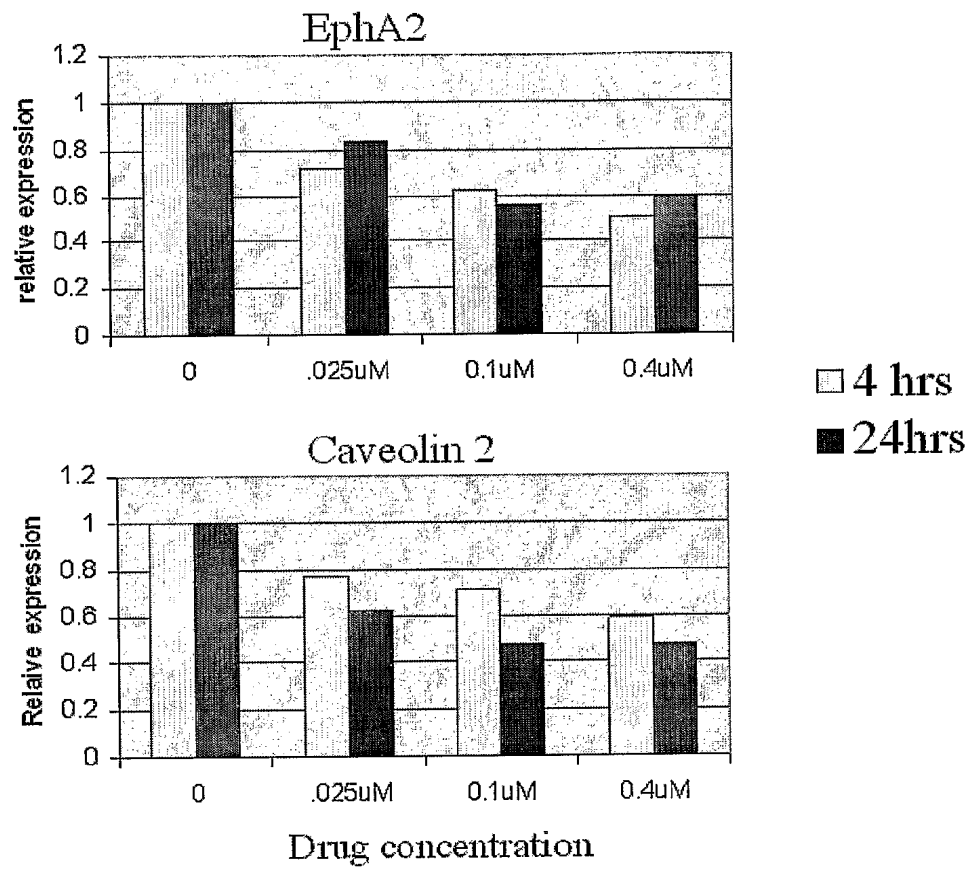 EphA2
relative expression
1.2
1
0.8
0.6
0.4
0.2
0
0 .025uM 0.1uM 0.4uM
4 hrs
24hrs
Caveolin 2
Relaive expression
1.2
1
0.8
0.6
0.4
0.2
0
0 .025uM 0.1uM 0.4uM
Drug concentration